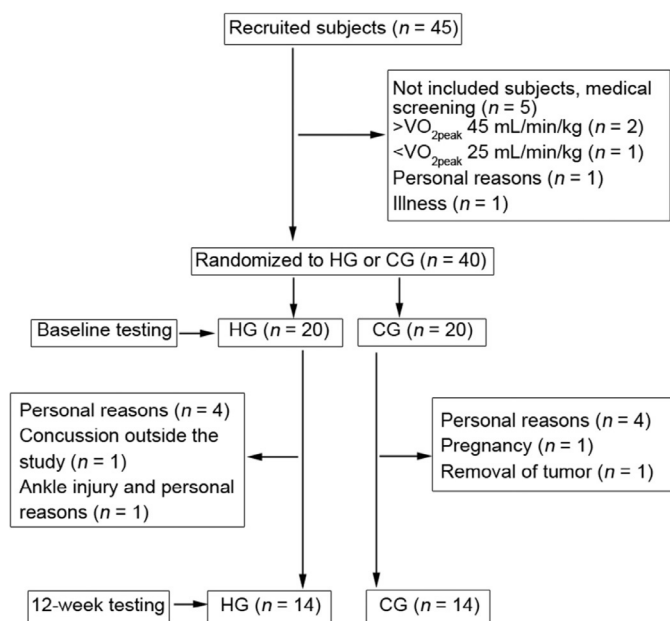 Recruited subjects (n = 45)
Not included subjects, medical
screening (n = 5)
>VO2peak 45 mL/min/kg (n = 2)
<VO2peak 25 mL/min/kg (n = 1)
Personal reasons (n = 1)
Illness (n = 1)
Randomized to HG or CG (n = 40)
Baseline testing
HG (n = 20)
CG (n = 20)
Personal reasons (n = 4)
Concussion outside the
study (n = 1)
Ankle injury and personal
reasons (n = 1)
Personal reasons (n = 4)
Pregnancy (n = 1)
Removal of tumor (n = 1)
12-week testing
HG (n = 14)
CG (n = 14)